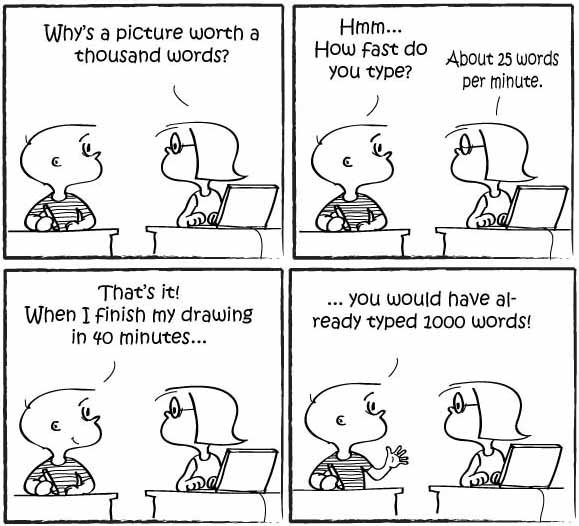 Why's a picture worth a
thousand words?
Hmm...
How fast do
you type?
About 25 words
per minute.
That's it!
When I finish my drawing
in 40 minutes...
... you would have al-
ready typed 1000 words!